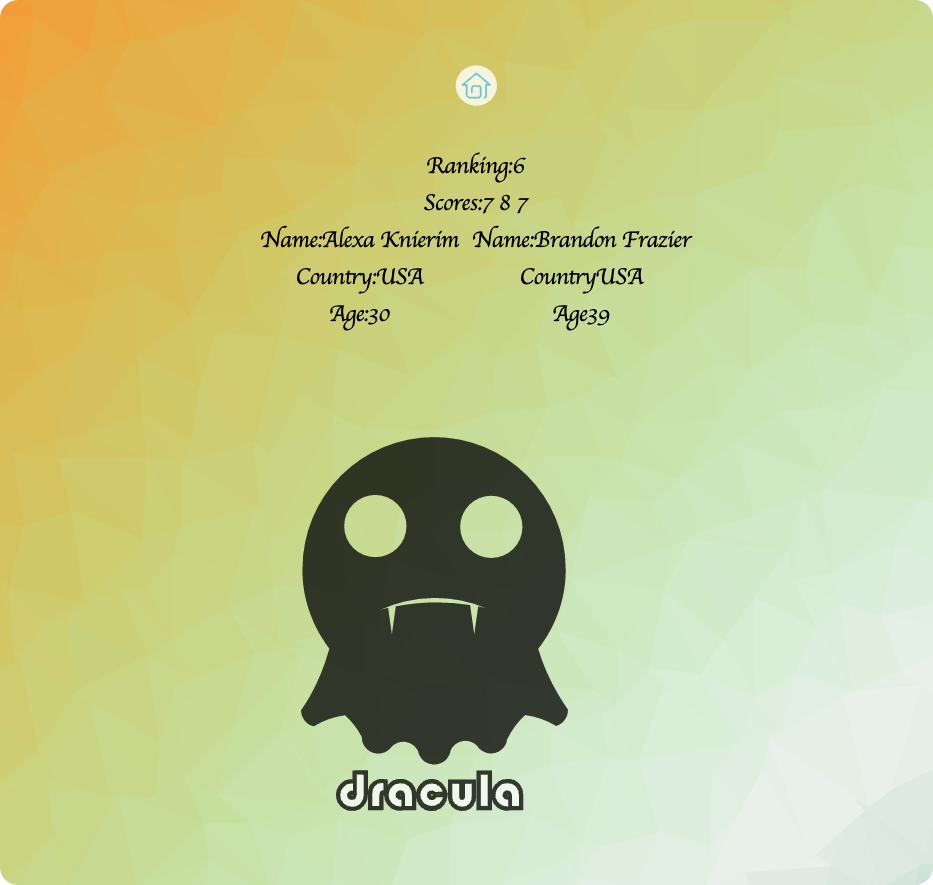 Ranking:6
Scores:7 8 7
Name:Alexa Knierim Name:Brandon Frazier
Country:USA CountryUSA
Age:30 Age39
dracula